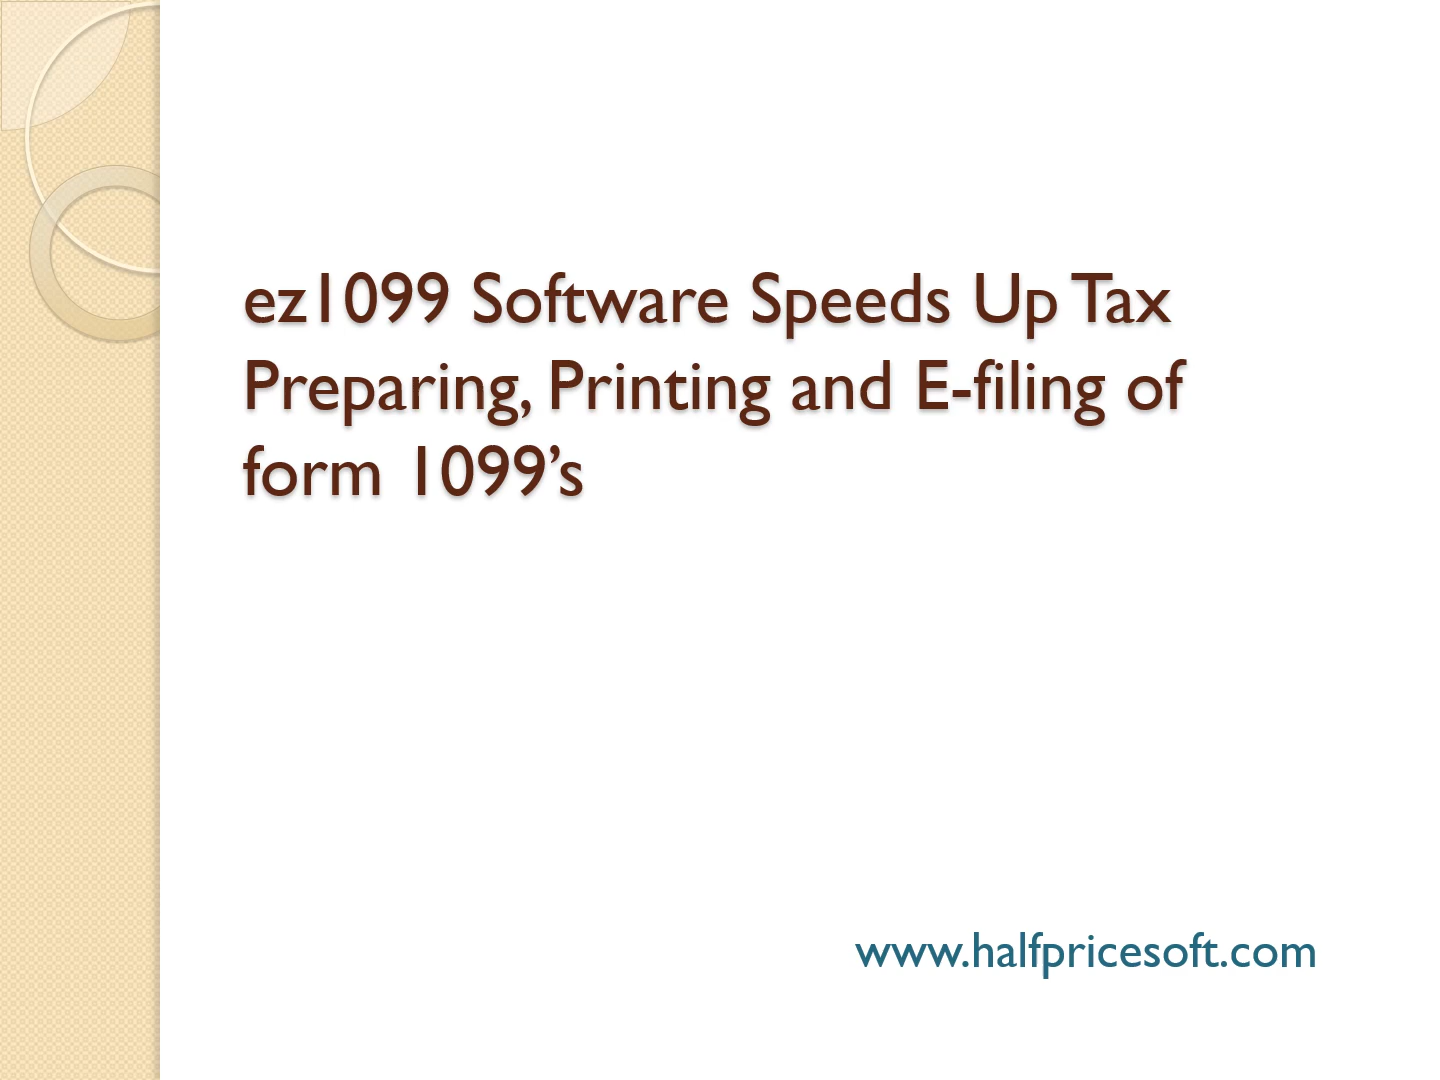 ez1099 Software Speeds Up Tax
Preparing, Printing and E-filing of
form 1099’s
www.halfpricesoft.com